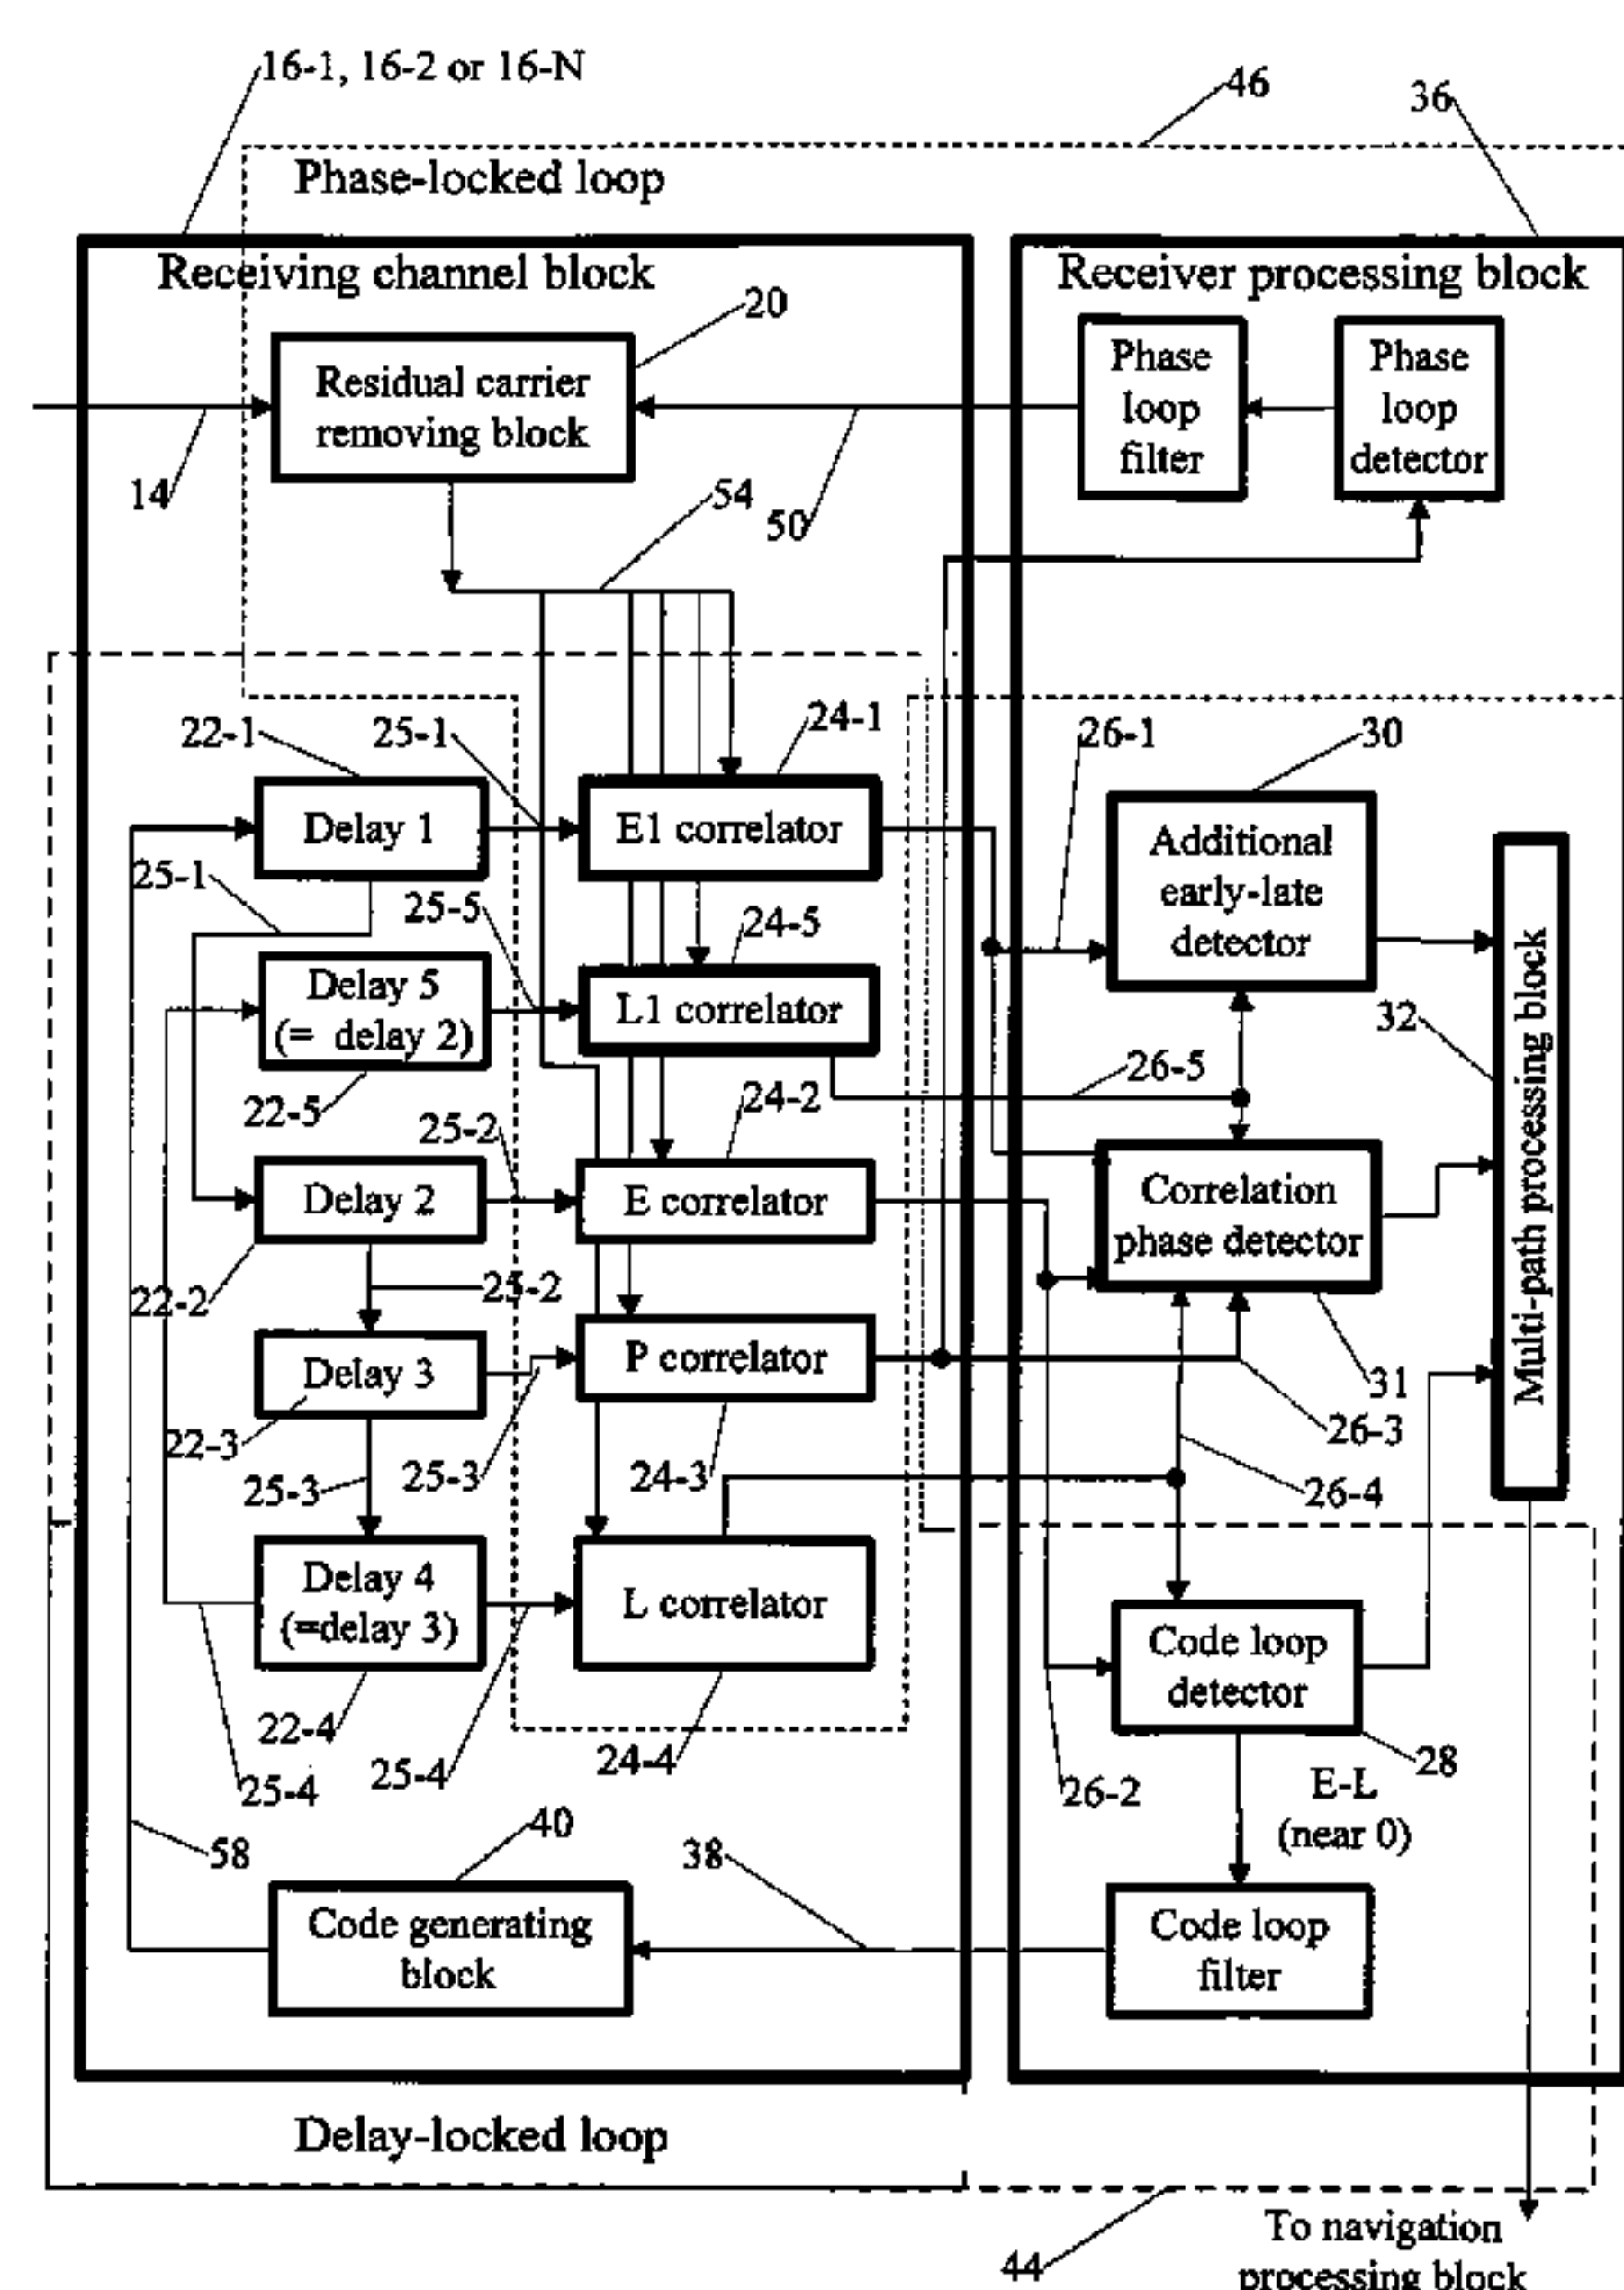 16-1, 16-2 or 16-N
46
36
Phase-locked loop
Receiving channel block
Receiver processing block
20
Residual carrier
removing block
Phase
loop
filter
Phase
loop
detector
14
54
50
22-1
25-1
24-1
26-1
30
Delay 1
E1 correlator
Additional
early-late
detector
25-1
25-5
24-5
Delay 5
(= delay 2)
L1 correlator
32
Multi-path processing block
22-5
25-2
24-2
26-5
Delay 2
E correlator
Correlation
phase detector
22-2
25-2
Delay 3
P correlator
31
22-3
25-3
25-3
24-3
26-3
26-4
Delay 4
(=delay 3)
L correlator
Code loop
detector
22-4
25-4
25-4
24-4
26-2
28
E-L
(near 0)
58
40
38
Code generating
block
Code loop
filter
Delay-locked loop
44
To navigation
processing block